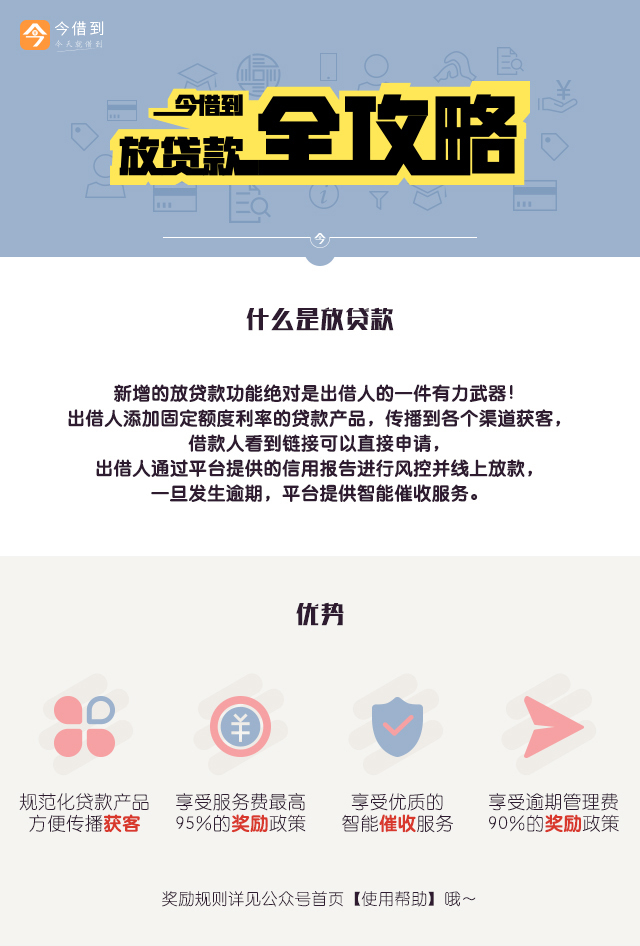 今借到
今天就借到
今借到
放贷款 全攻略
什么是放贷款
新增的放贷款功能绝对是出借人的一件有力武器！
出借人添加固定额度利率的贷款产品，传播到各个渠道获客，
借款人看到链接可以直接申请，
出借人通过平台提供的信用报告进行风控并线上放款，
一旦发生逾期，平台提供智能催收服务。
优势
规范化贷款产品
方便传播获客
享受服务费最高
95%的奖励政策
享受优质的
智能催收服务
享受逾期管理费
90%的奖励政策
奖励规则详见公众号首页【使用帮助】哦～